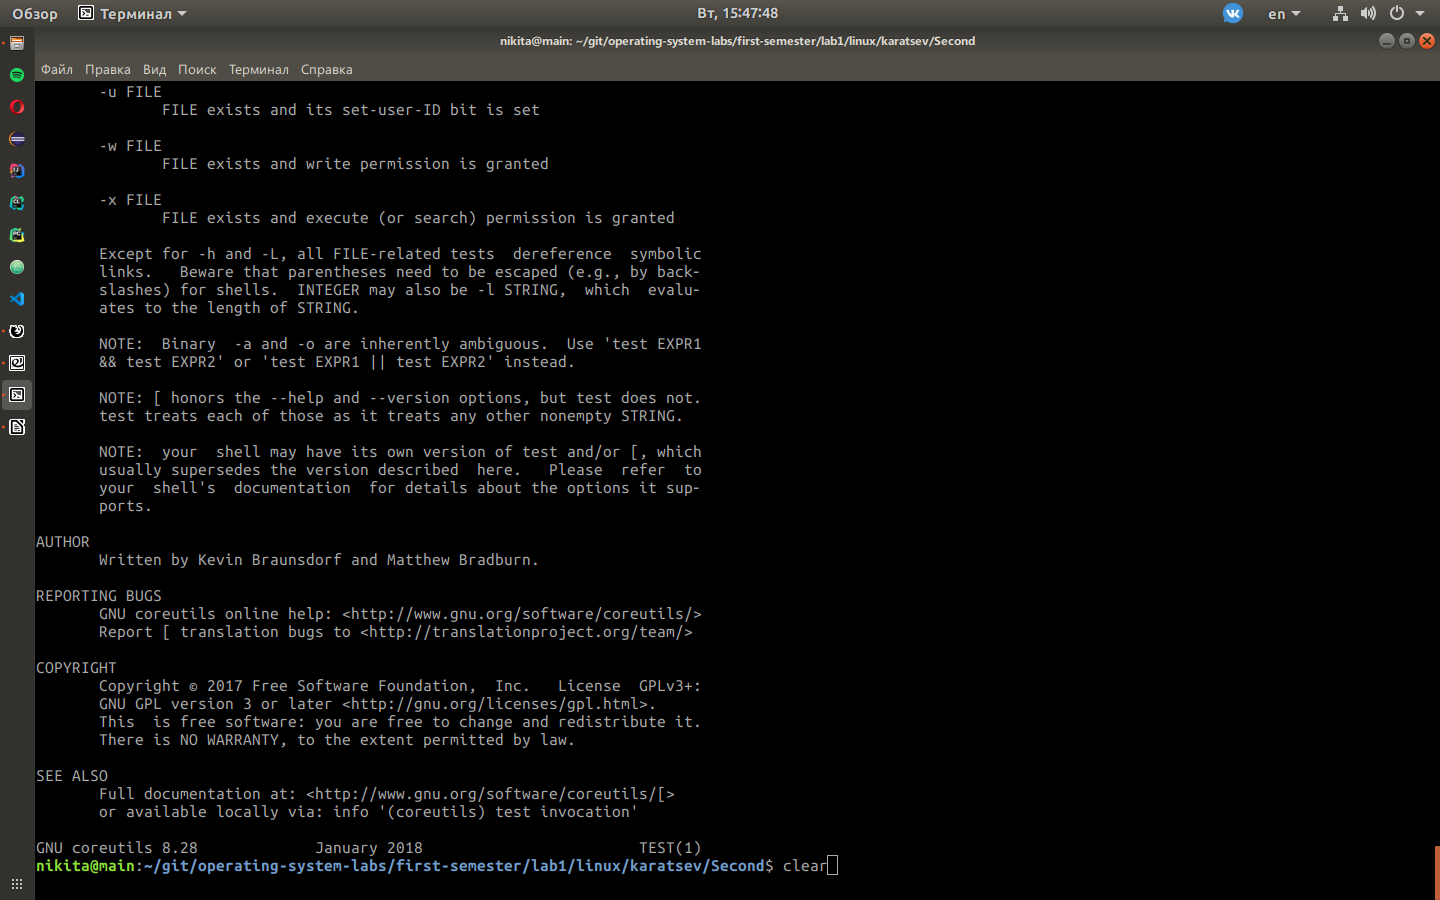 Обзор Терминал Вт, 15:47:48 en
nikita@main: ~/git/operating-system-labs/first-semester/lab1/linux/karatsev/Second
Файл Правка Вид Поиск Терминал Справка
-u FILE
FILE exists and its set-user-ID bit is set
-w FILE
FILE exists and write permission is granted
-x FILE
FILE exists and execute (or search) permission is granted
Except for -h and -L, all FILE-related tests  dereference  symbolic
links.   Beware that parentheses need to be escaped (e.g., by back-
slashes) for shells.  INTEGER may also be -l STRING,  which  evalu-
ates to the length of STRING.
NOTE:  Binary  -a and -o are inherently ambiguous.  Use 'test EXPR1
&& test EXPR2' or 'test EXPR1 || test EXPR2' instead.
NOTE: [ honors the --help and --version options, but test does not.
test treats each of those as it treats any other nonempty STRING.
NOTE:  your  shell may have its own version of test and/or [, which
usually supersedes the version described  here.   Please  refer  to
your  shell's  documentation  for details about the options it sup-
ports.
AUTHOR
Written by Kevin Braunsdorf and Matthew Bradburn.
REPORTING BUGS
GNU coreutils online help: <http://www.gnu.org/software/coreutils/>
Report [ translation bugs to <http://translationproject.org/team/>
COPYRIGHT
Copyright © 2017 Free Software Foundation,  Inc.   License  GPLv3+:
GNU GPL version 3 or later <http://gnu.org/licenses/gpl.html>.
This  is free software: you are free to change and redistribute it.
There is NO WARRANTY, to the extent permitted by law.
SEE ALSO
Full documentation at: <http://www.gnu.org/software/coreutils/[>
or available locally via: info '(coreutils) test invocation'
GNU coreutils 8.28             January 2018                        TEST(1)
nikita@main:~/git/operating-system-labs/first-semester/lab1/linux/karatsev/Second$ clear